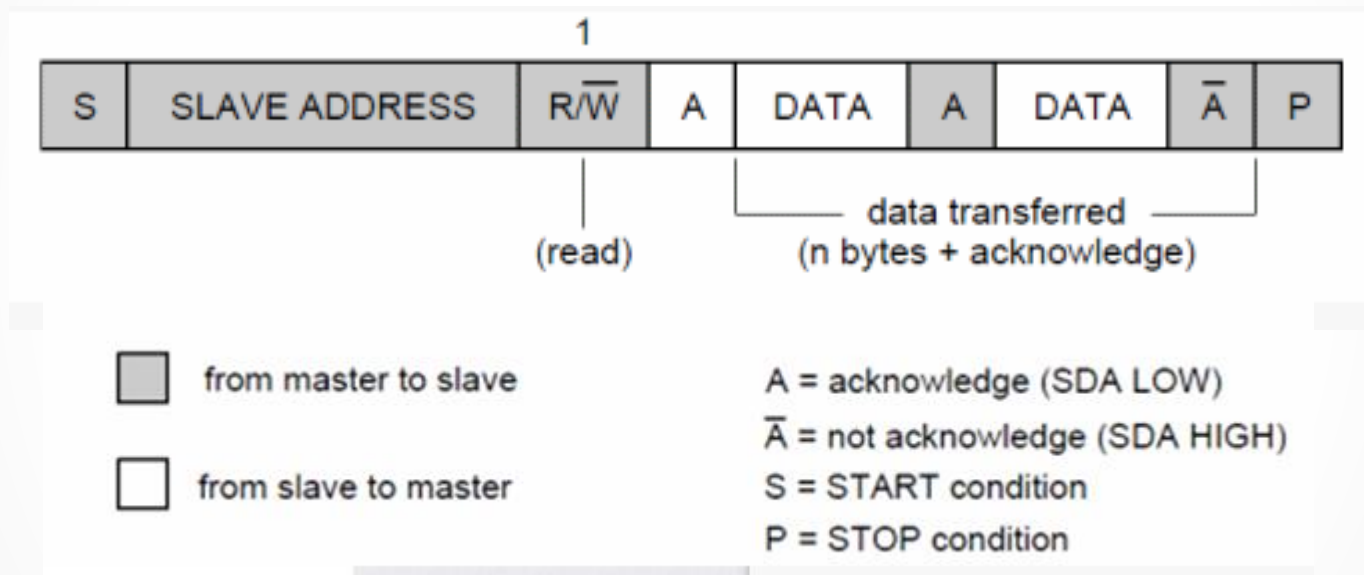 1
S SLAVE ADDRESS R/W̅ A DATA A DATA A̅ P
data transferred
(read) (n bytes + acknowledge)
from master to slave
from slave to master
A = acknowledge (SDA LOW)
A̅ = not acknowledge (SDA HIGH)
S = START condition
P = STOP condition